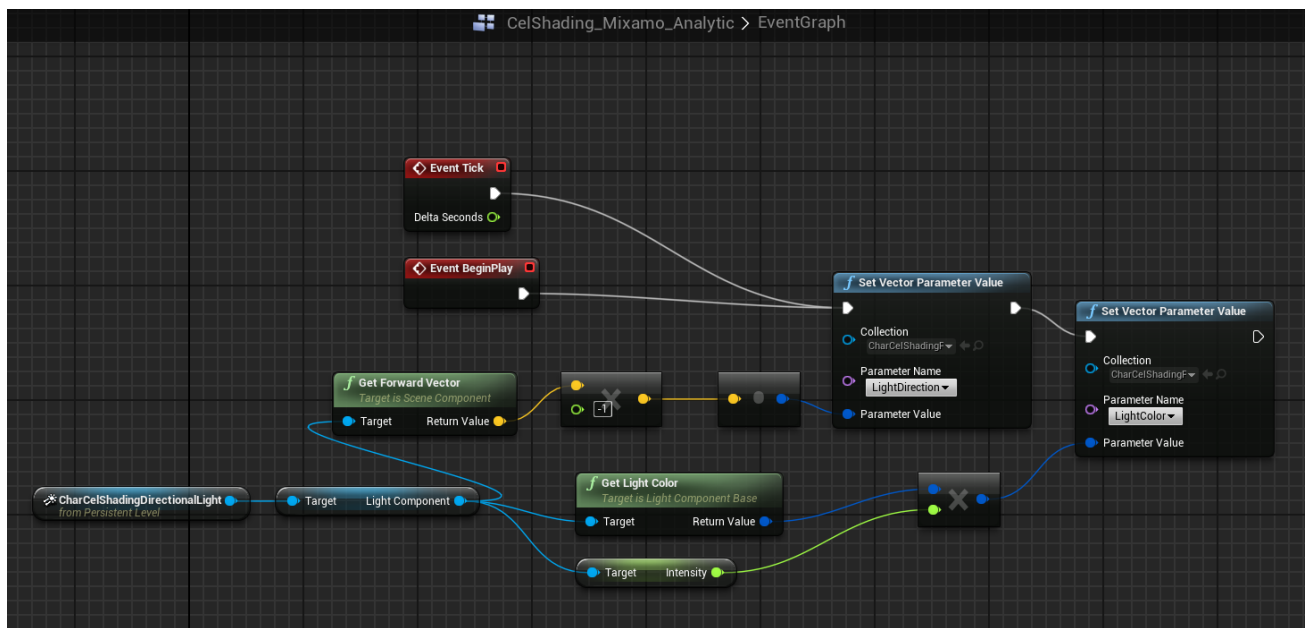 CelShading_Mixamo_Analytic > EventGraph
Event Tick
Delta Seconds
Event BeginPlay
Set Vector Parameter Value
Collection
CharCelShadingF
Parameter Name
LightDirection
Parameter Value
Set Vector Parameter Value
Collection
CharCelShadingF
Parameter Name
LightColor
Parameter Value
Get Forward Vector
Target is Scene Component
Target Return Value
-1
CharCelShadingDirectionalLight
from Persistent Level
Target Light Component
Get Light Color
Target is Light Component Base
Target Return Value
Target Intensity